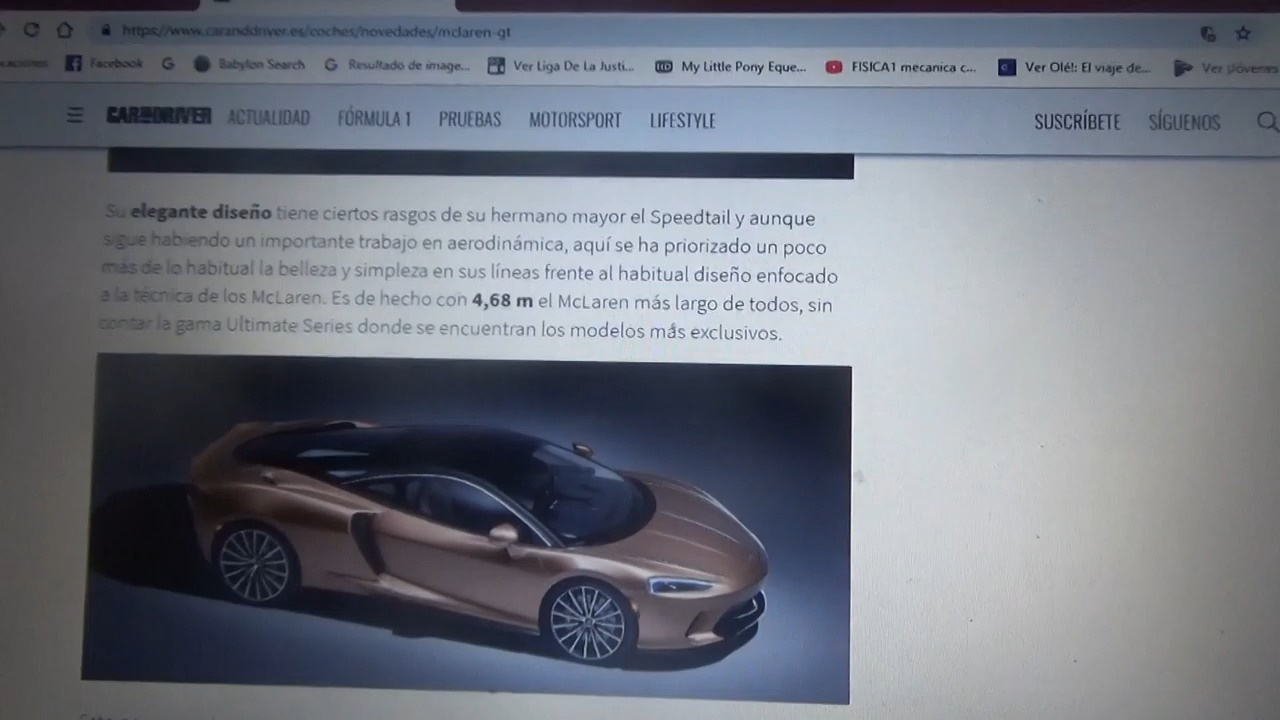 https://www.caranddriver.es/coches/novedades/mclaren-gt
Facebook
Babylon Search
Resultado de image...
Ver Liga De La Justi...
My Little Pony Eque...
FISICA1 mecanica c...
Ver Olé!: El viaje de...
Ver Jóvenes
CAR AND DRIVER
ACTUALIDAD
FÓRMULA 1
PRUEBAS
MOTORSPORT
LIFESTYLE
SUSCRÍBETE
SÍGUENOS
Su elegante diseño tiene ciertos rasgos de su hermano mayor el Speedtail y aunque
sigue habiendo un importante trabajo en aerodinámica, aquí se ha priorizado un poco
más de lo habitual la belleza y simpleza en sus líneas frente al habitual diseño enfocado
a la técnica de los McLaren. Es de hecho con 4,68 m el McLaren más largo de todos, sin
contar la gama Ultimate Series donde se encuentran los modelos más exclusivos.